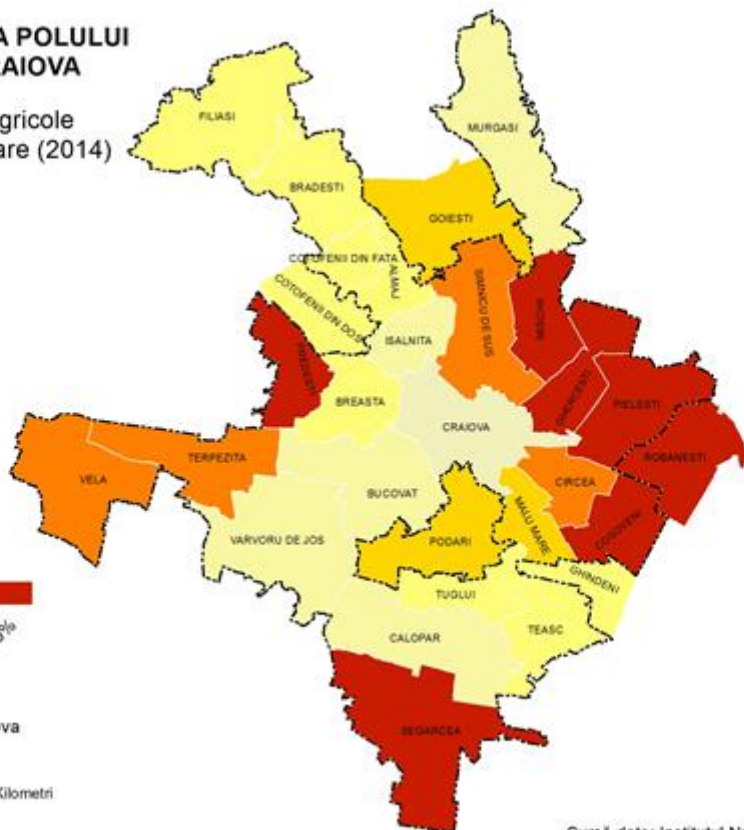 A POLULUI
RAIOVA
gricole
are (2014)
FILIASI
MURGASI
BRADESTI
GOIESTI
COTOFENII DIN FATA
ALMAJ
COTOFENII DIN DOS
SIMNICU DE SUS
MISCHII
ISALNITA
PREDESTI
GHERCESTI
PIELESTI
BREASTA
CRAIOVA
ROBANESTI
TERPEZITA
VELA
CIRCEA
BUCOVAT
MALU MARE
COSOVENI
VARVORU DE JOS
PODARI
GHINDENI
TUGLUI
TEASC
CALOPAR
%
SEGARCEA
va
Kilometri